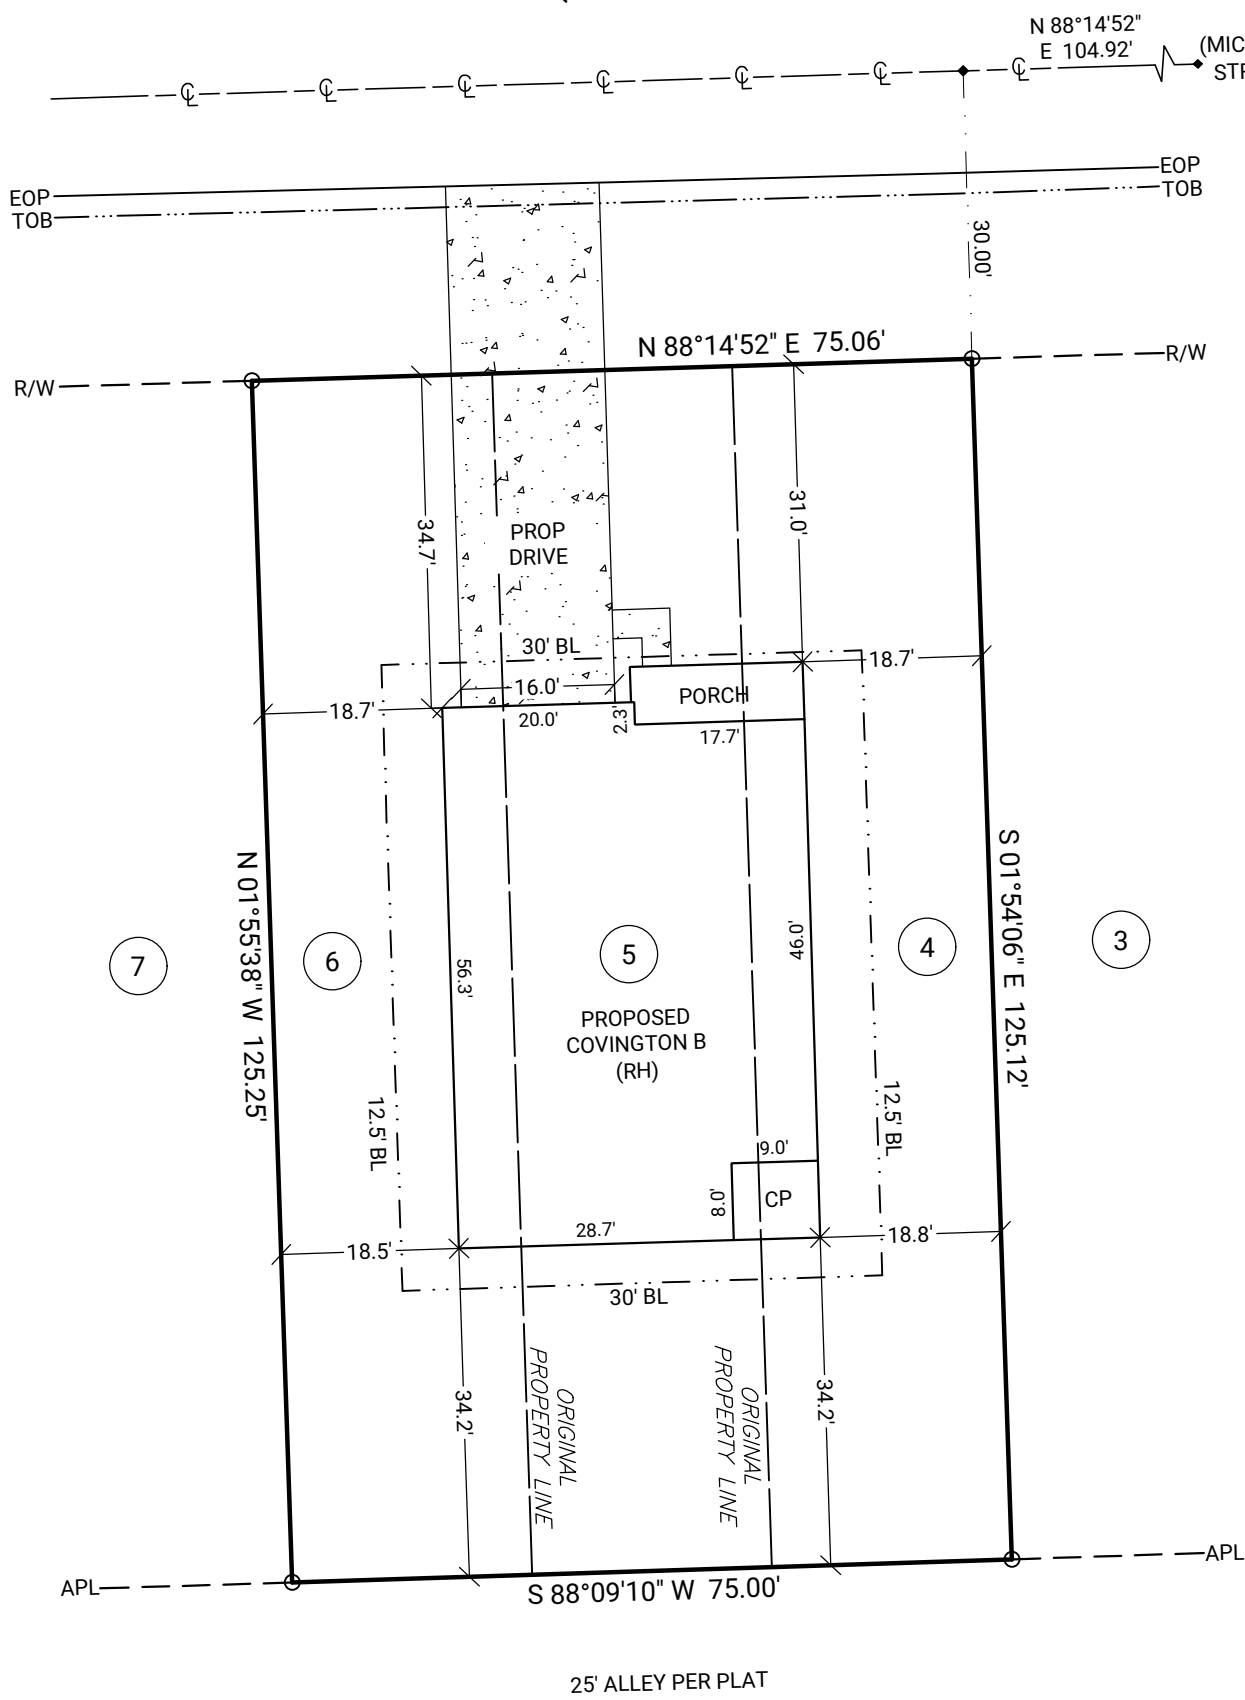 N 88°14'52"
E 104.92'
(MIC
STR
℄ ℄ ℄ ℄ ℄ ℄ ℄
EOP
EOP
TOB
TOB
30.00'
N 88°14'52" E 75.06'
R/W
R/W
34.7'
31.0'
PROP
DRIVE
30' BL
18.7'
16.0'
PORCH
18.7'
20.0'
2.3'
17.7'
N 01°55'38" W 125.25'
S 01°54'06" E 125.12'
7
6
5
4
3
56.3'
49.0'
PROPOSED
COVINGTON B
(RH)
12.5' BL
12.5' BL
9.0'
8.0'
CP
28.7'
18.5'
18.8'
30' BL
34.2'
ORIGINAL
PROPERTY LINE
ORIGINAL
PROPERTY LINE
34.2'
APL
APL
S 88°09'10" W 75.00'
25' ALLEY PER PLAT